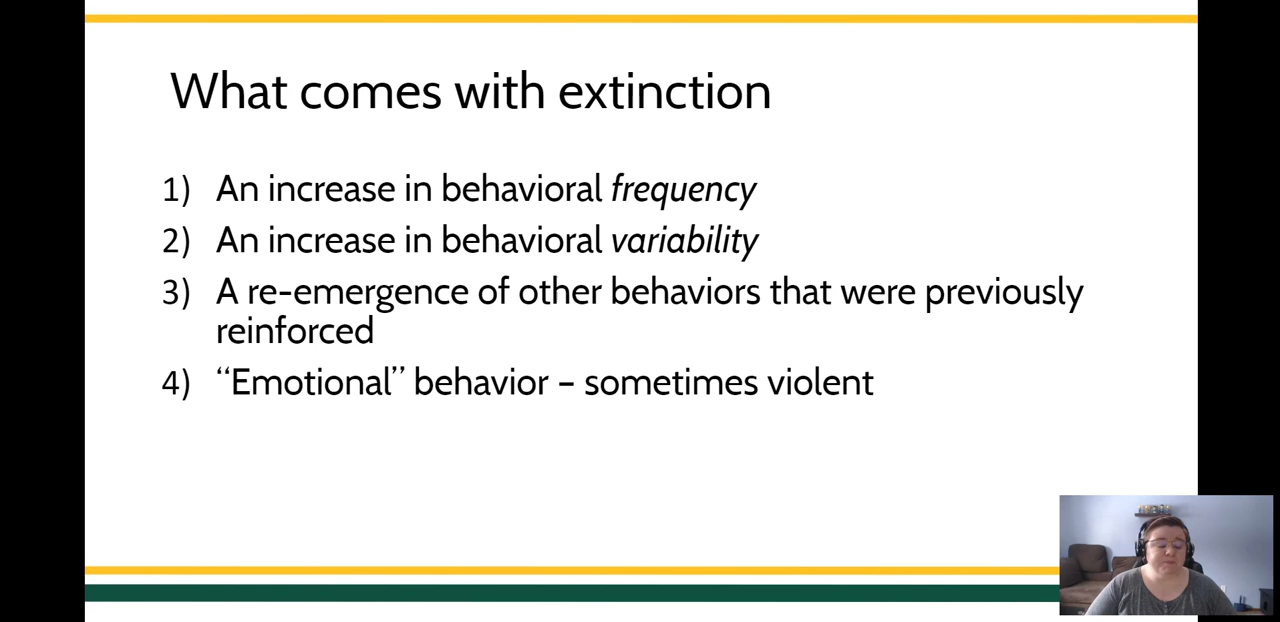 What comes with extinction
1) An increase in behavioral frequency
2) An increase in behavioral variability
3) A re-emergence of other behaviors that were previously
reinforced
4) “Emotional” behavior – sometimes violent